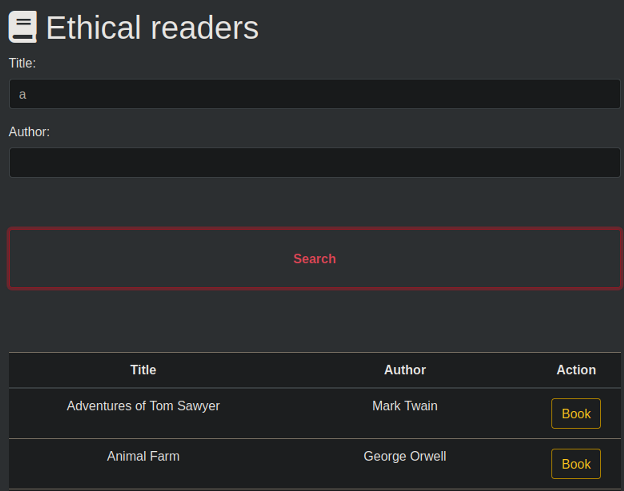 Ethical readers
Title:
a
Author:
Search
Title Author Action
Adventures of Tom Sawyer Mark Twain Book
Animal Farm George Orwell Book